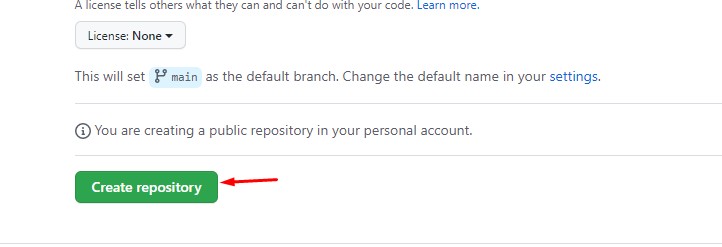 A license tells others what they can and can't do with your code. Learn more.
License: None
This will set main as the default branch. Change the default name in your settings.
You are creating a public repository in your personal account.
Create repository